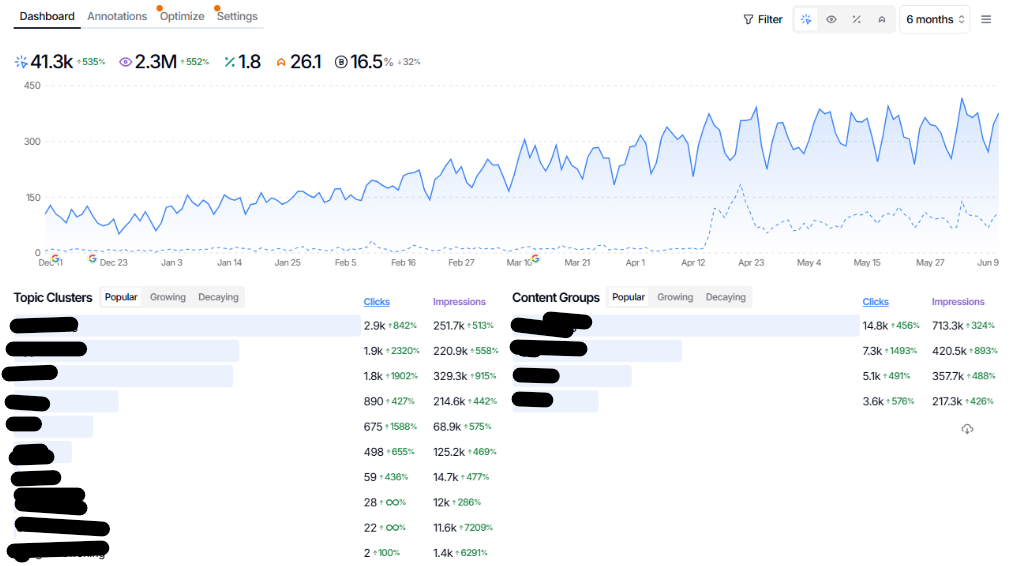 Dashboard Annotations Optimize Settings
Filter 6 months
41.3k ↑535% 2.3M ↑552% 1.8 26.1 B 16.5% ↓32%
450
300
150
0
Dec 11 Dec 23 Jan 3 Jan 14 Jan 25 Feb 5 Feb 16 Feb 27 Mar 10 Mar 21 Apr 1 Apr 12 Apr 23 May 4 May 15 May 27 Jun 9
Topic Clusters Popular Growing Decaying Clicks Impressions
2.9k ↑842% 251.7k ↑513%
1.9k ↑2320% 220.9k ↑558%
1.8k ↑1902% 329.3k ↑915%
890 ↑427% 214.6k ↑442%
675 ↑1588% 68.9k ↑575%
498 ↑655% 125.2k ↑469%
59 ↑436% 14.7k ↑477%
28 ↑∞% 12k ↑286%
22 ↑∞% 11.6k ↑7209%
2 ↑100% 1.4k ↑6291%
Content Groups Popular Growing Decaying Clicks Impressions
14.8k ↑456% 713.3k ↑324%
7.3k ↑1493% 420.5k ↑893%
5.1k ↑491% 357.7k ↑488%
3.6k ↑576% 217.3k ↑426%